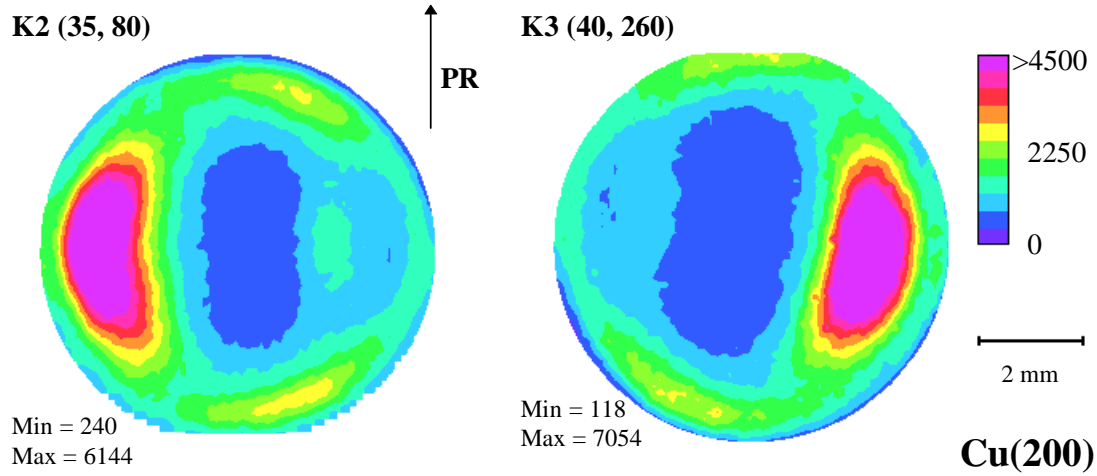 K2 (35, 80)
PR
K3 (40, 260)
>4500
2250
0
2 mm
Min = 240
Max = 6144
Min = 118
Max = 7054
Cu(200)